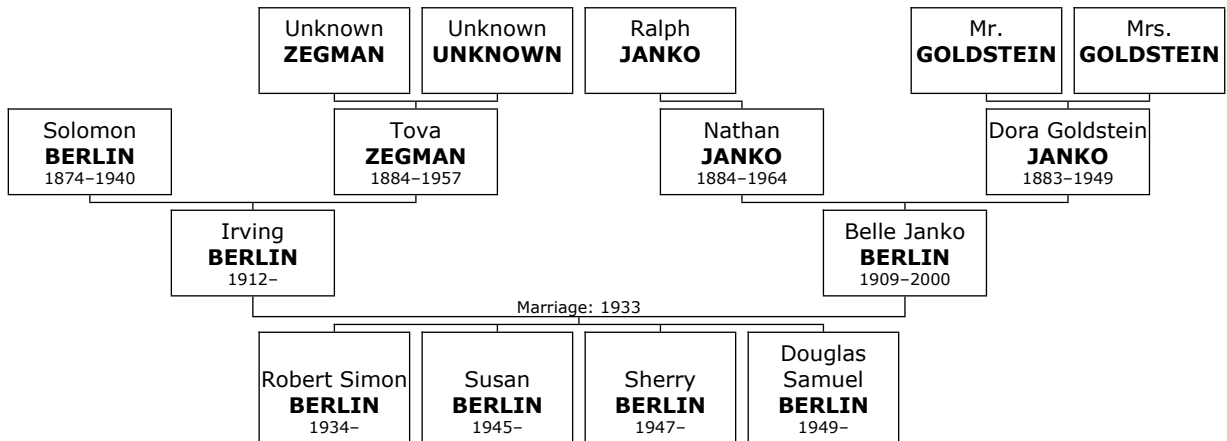 Unknown
ZEGMAN
Unknown
UNKNOWN
Ralph
JANKO
Mr.
GOLDSTEIN
Mrs.
GOLDSTEIN
Solomon
BERLIN
1874–1940
Tova
ZEGMAN
1884–1957
Nathan
JANKO
1884–1964
Dora Goldstein
JANKO
1883–1949
Irving
BERLIN
1912–
Belle Janko
BERLIN
1909–2000
Marriage: 1933
Robert Simon
BERLIN
1934–
Susan
BERLIN
1945–
Sherry
BERLIN
1947–
Douglas
Samuel
BERLIN
1949–